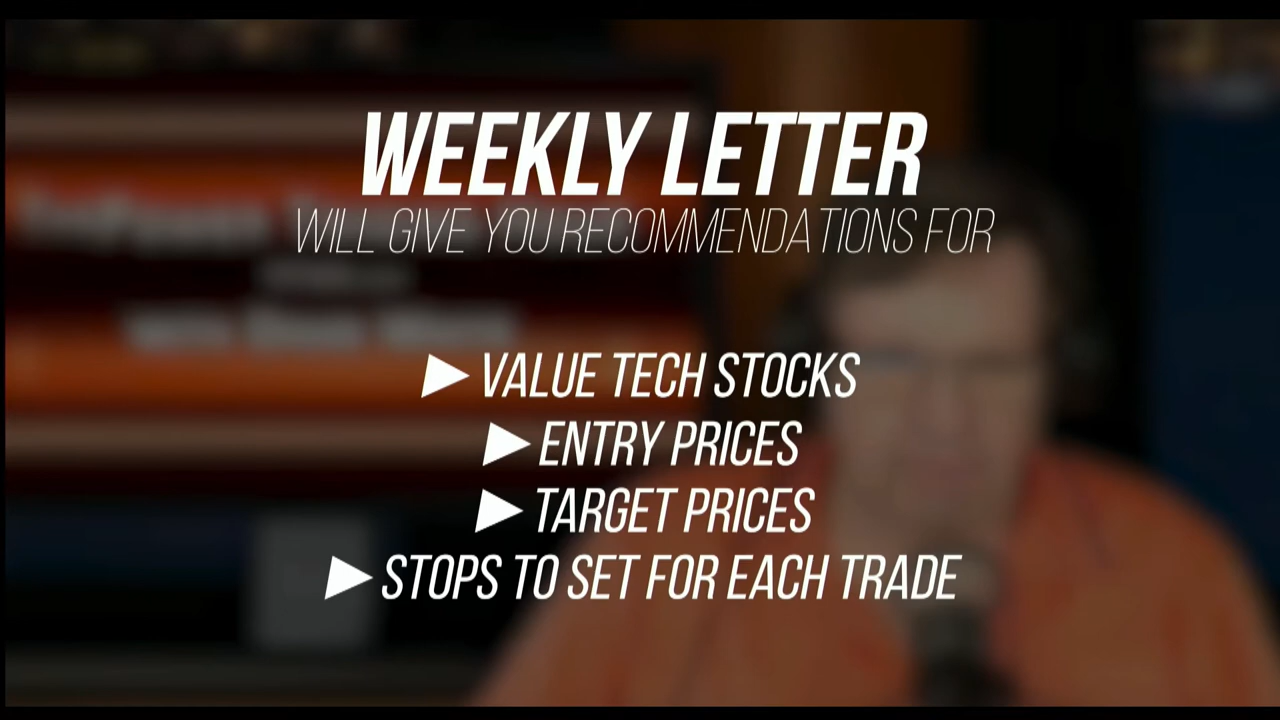 WEEKLY LETTER
WILL GIVE YOU RECOMMENDATIONS FOR
► VALUE TECH STOCKS
► ENTRY PRICES
► TARGET PRICES
► STOPS TO SET FOR EACH TRADE